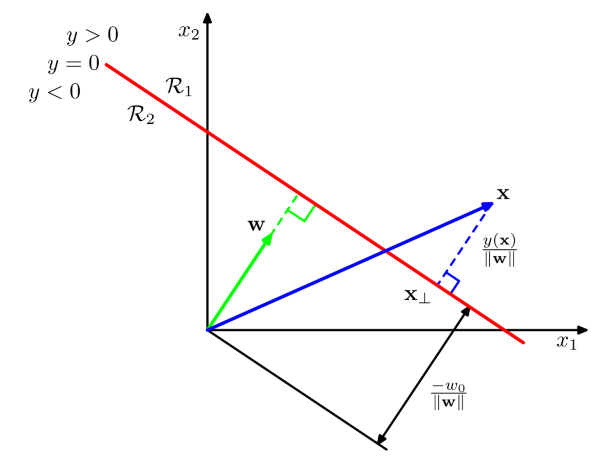 y > 0
x₂
y = 0
R₁
y < 0
R₂
x
w
y(x)
‖w‖
x⊥
x₁
−w₀
‖w‖